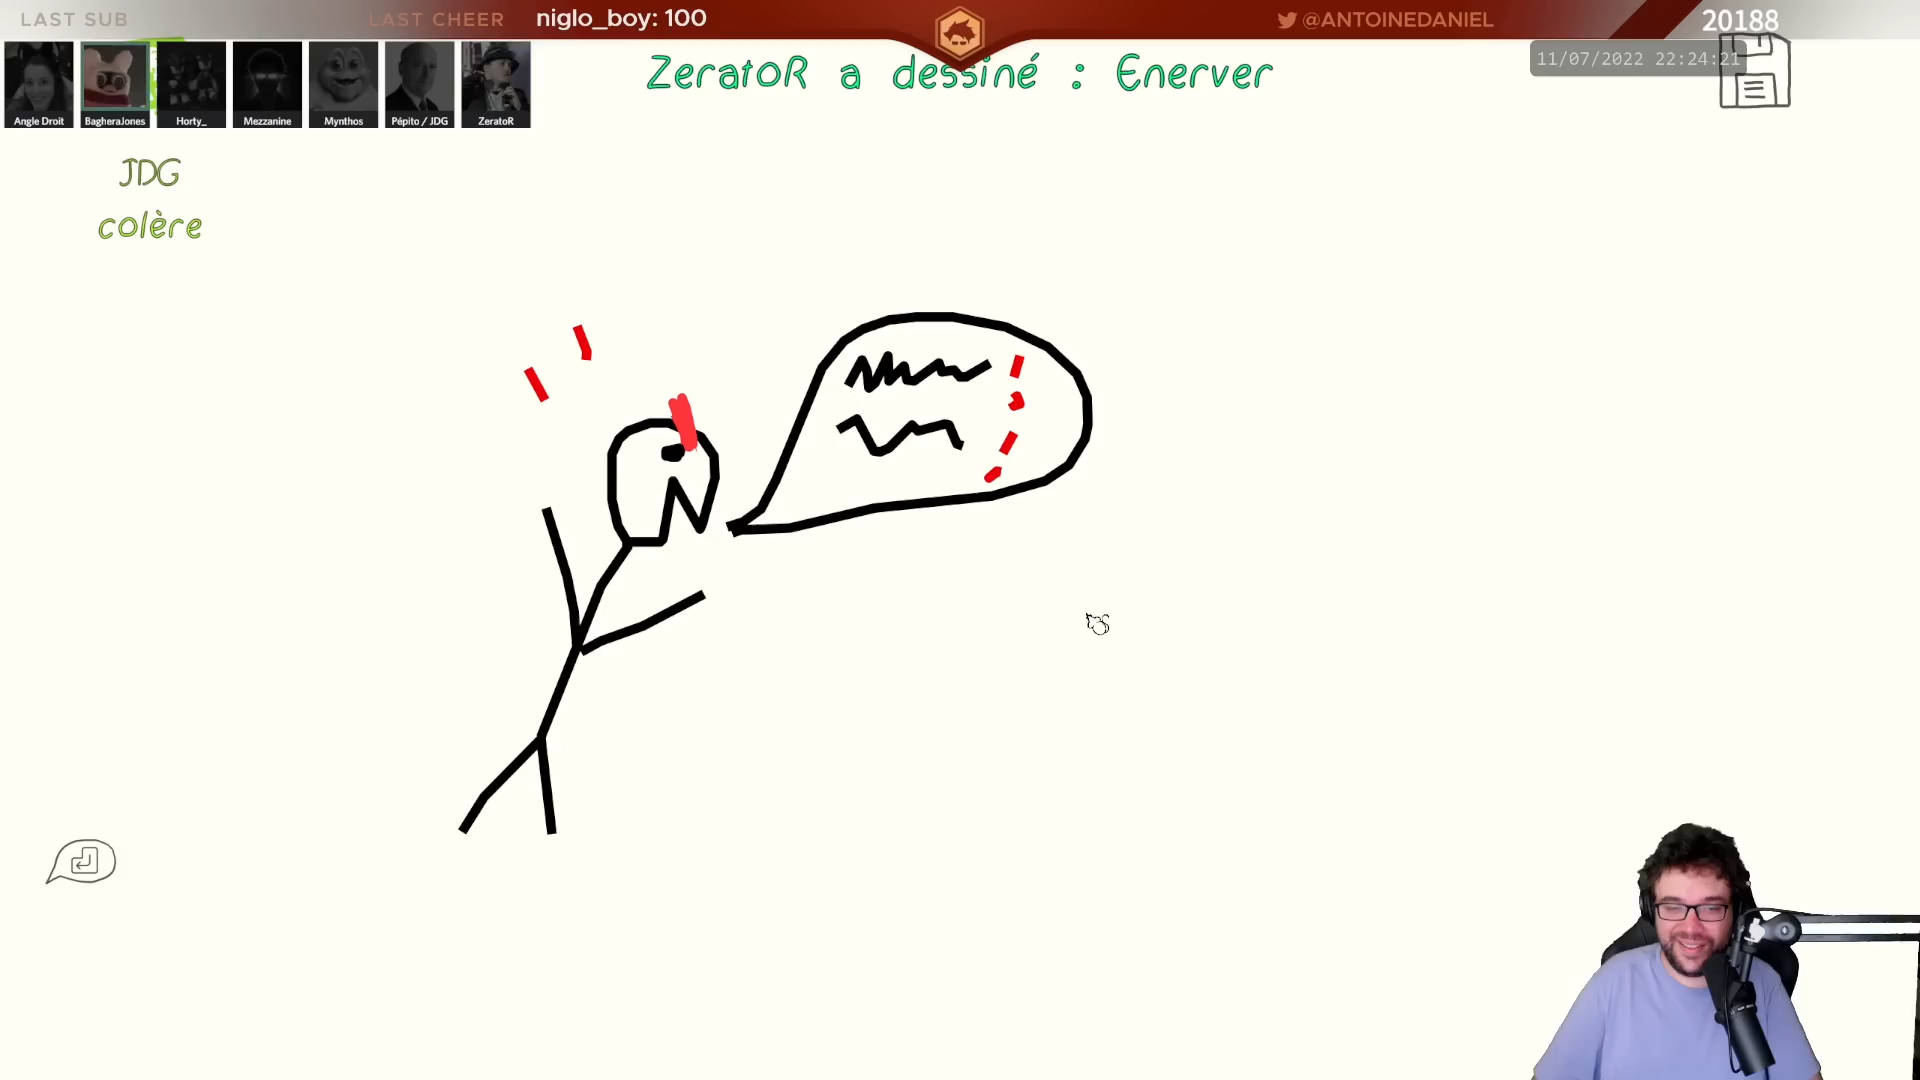 LAST SUB
LAST CHEER
niglo_boy: 100
@ANTOINEDANIEL
20188
11/07/2022 22:24:21
ZeratoR a dessiné : Enerver
Angle Droit
BagheraJones
Horty_
Mezzanine
Mynthos
Pépito / JDG
ZeratoR
JDG
colère